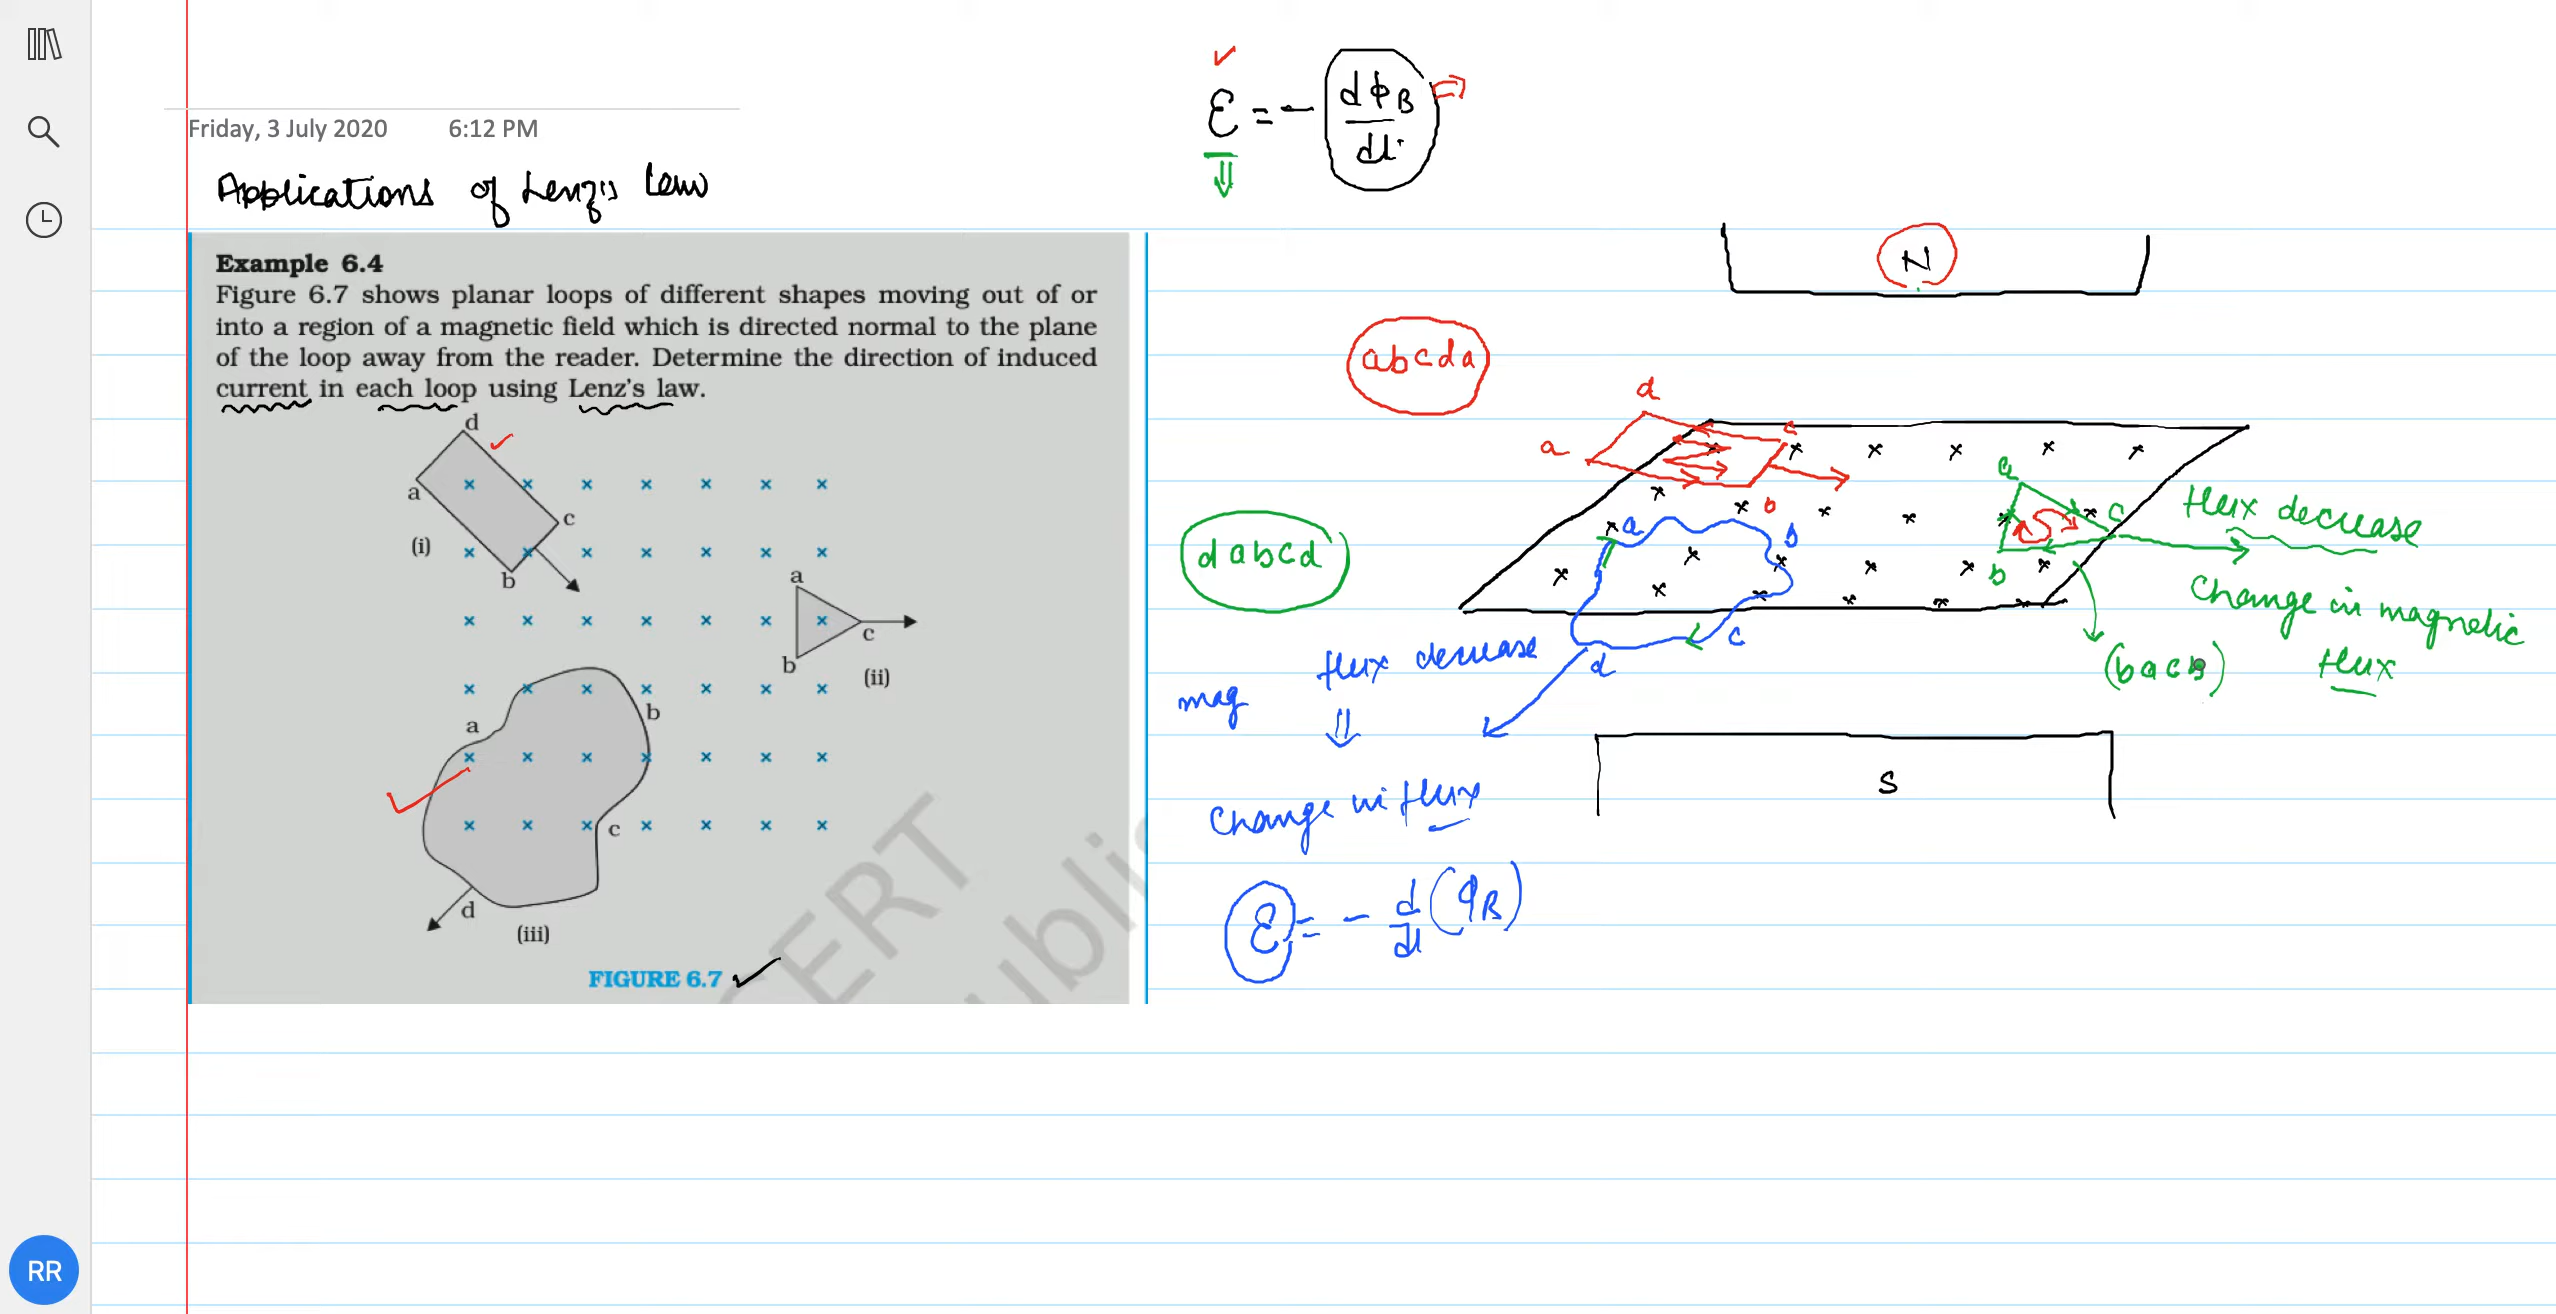 Friday, 3 July 2020 6:12 PM
Applications of Lenz's Law
ε = - dϕB/dt
Example 6.4
Figure 6.7 shows planar loops of different shapes moving out of or
into a region of a magnetic field which is directed normal to the plane
of the loop away from the reader. Determine the direction of induced
current in each loop using Lenz's law.
d
a
c
(i)
b
a
c
b
(ii)
b
a
c
d
(iii)
FIGURE 6.7
ERT
ublis
N
abcda
d
a
c
b
dabcd
a
b
c
d
a
c
b
flux decrease
change in magnetic
flux
(bacb)
mag
flux decrease
⇓
change in flux
ε = - d/dt (ϕB)
S
RR